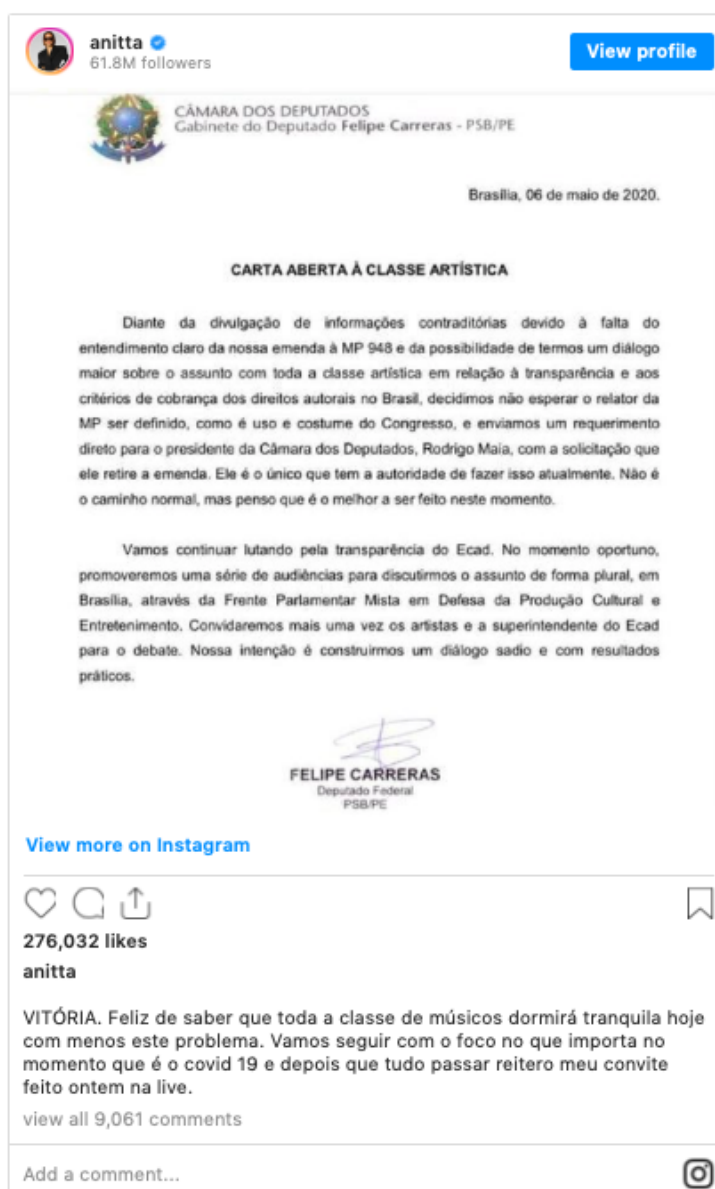 anitta
61.8M followers
View profile
CÂMARA DOS DEPUTADOS
Gabinete do Deputado Felipe Carreras - PSB/PE
Brasília, 06 de maio de 2020.
CARTA ABERTA À CLASSE ARTÍSTICA
Diante da divulgação de informações contraditórias devido à falta do
entendimento claro da nossa emenda à MP 948 e da possibilidade de termos um diálogo
maior sobre o assunto com toda a classe artística em relação à transparência e aos
critérios de cobrança dos direitos autorais no Brasil, decidimos não esperar o relator da
MP ser definido, como é uso e costume do Congresso, e enviamos um requerimento
direto para o presidente da Câmara dos Deputados, Rodrigo Maia, com a solicitação que
ele retire a emenda. Ele é o único que tem a autoridade de fazer isso atualmente. Não é
o caminho normal, mas penso que é o melhor a ser feito neste momento.
Vamos continuar lutando pela transparência do Ecad. No momento oportuno,
promoveremos uma série de audiências para discutirmos o assunto de forma plural, em
Brasília, através da Frente Parlamentar Mista em Defesa da Produção Cultural e
Entretenimento. Convidaremos mais uma vez os artistas e a superintendente do Ecad
para o debate. Nossa intenção é construirmos um diálogo sadio e com resultados
práticos.
FELIPE CARRERAS
Deputado Federal
PSB/PE
View more on Instagram
276,032 likes
anitta
VITÓRIA. Feliz de saber que toda a classe de músicos dormirá tranquila hoje
com menos este problema. Vamos seguir com o foco no que importa no
momento que é o covid 19 e depois que tudo passar reitero meu convite
feito ontem na live.
view all 9,061 comments
Add a comment...